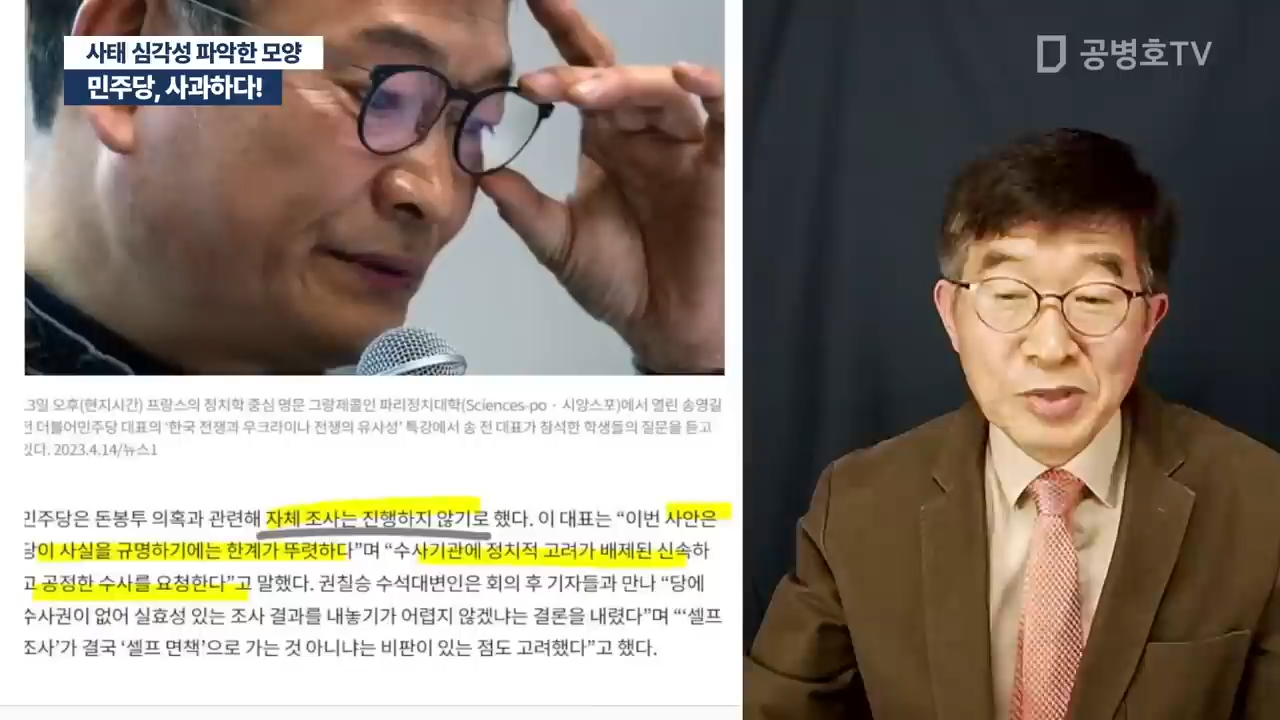 사태 심각성 파악한 모양
민주당, 사과하다!
공병호TV
3일 오후(현지시간) 프랑스의 정치학 중심 명문 그랑제콜인 파리정치대학(Sciences-po · 시앙스포)에서 열린 송영길
전 더불어민주당 대표의 '한국 전쟁과 우크라이나 전쟁의 유사성' 특강에서 송 전 대표가 참석한 학생들의 질문을 듣고
있다. 2023.4.14/뉴스1
민주당은 돈봉투 의혹과 관련해 자체 조사는 진행하지 않기로 했다. 이 대표는 “이번 사안은
당이 사실을 규명하기에는 한계가 뚜렷하다”며 “수사기관에 정치적 고려가 배제된 신속하
고 공정한 수사를 요청한다”고 말했다. 권칠승 수석대변인은 회의 후 기자들과 만나 “당에
수사권이 없어 실효성 있는 조사 결과를 내놓기가 어렵지 않겠냐는 결론을 내렸다”며 “‘셀프
조사’가 결국 ‘셀프 면책’으로 가는 것 아니냐는 비판이 있는 점도 고려했다”고 했다.